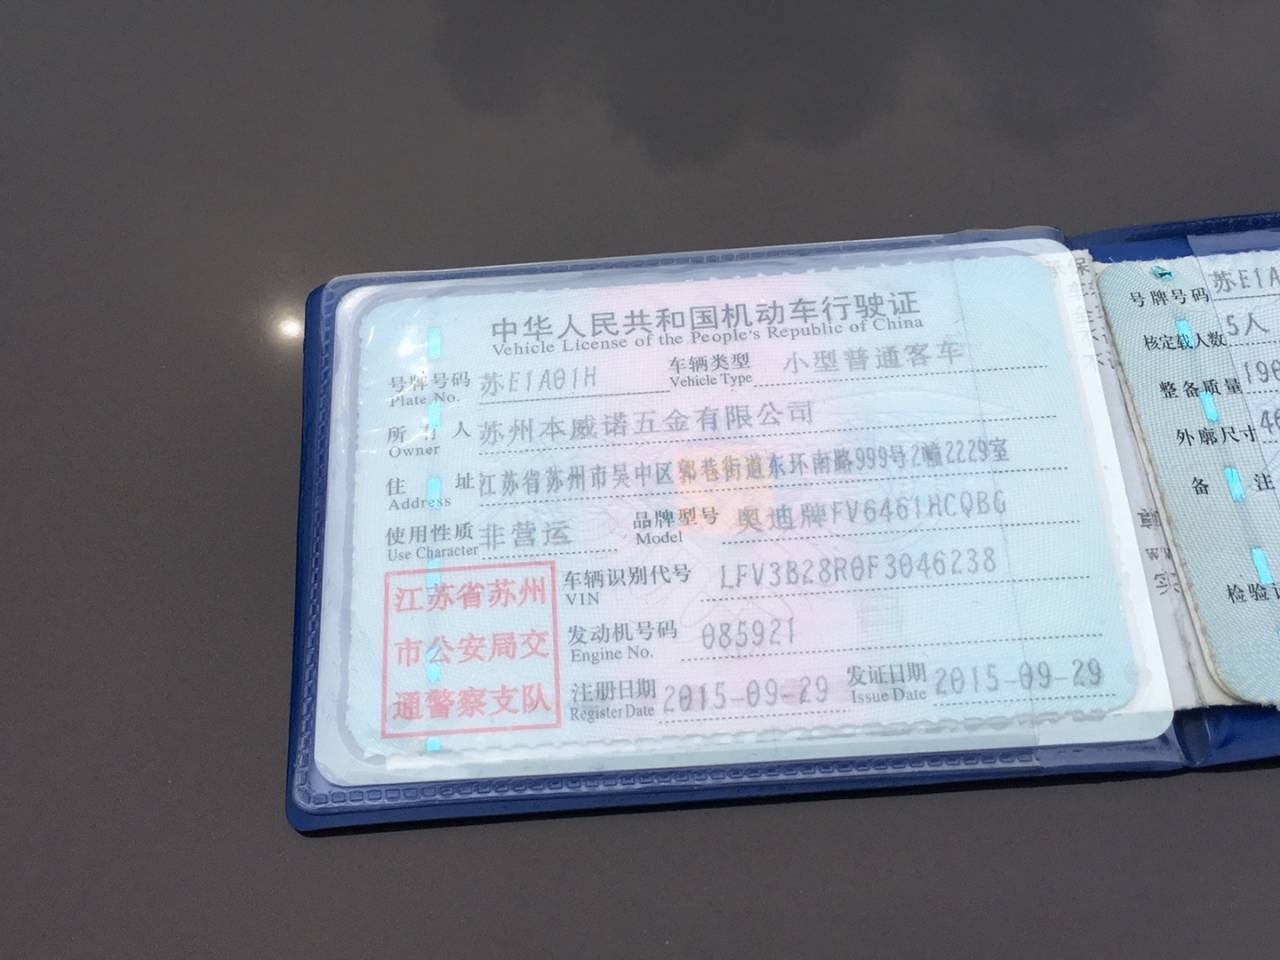 中华人民共和国机动车行驶证
Vehicle License of the People's Republic of China
号牌号码 苏E1A01H 车辆类型 小型普通客车
Plate No. Vehicle Type
所有人 苏州本威诺五金有限公司
Owner
住址 江苏省苏州市吴中区郭巷街道东环南路999号2幢2229室
Address
使用性质 非营运 品牌型号 奥迪牌FV6461HCQBG
Use Character Model
江苏省苏州
市公安局交
通警察支队
车辆识别代号 LFV3B28R0F3046238
VIN
发动机号码 085921
Engine No.
注册日期 2015-09-29 发证日期 2015-09-29
Register Date Issue Date
号牌号码 苏E1A
核定载人数 5人
整备质量 196
外廓尺寸 46
备注
检验